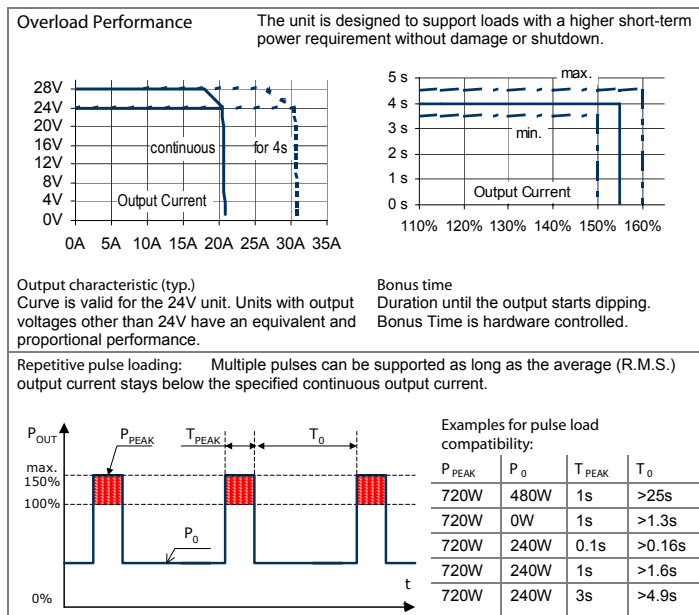 Overload Performance
The unit is designed to support loads with a higher short-term
power requirement without damage or shutdown.
28V
24V
20V
16V
12V
8V
4V
0V
continuous
for 4s
Output Current
0A 5A 10A 15A 20A 25A 30A 35A
5 s
4 s
3 s
2 s
1 s
0 s
max.
min.
Output Current
110% 120% 130% 140% 150% 160%
Output characteristic (typ.)
Curve is valid for the 24V unit. Units with output
voltages other than 24V have an equivalent and
proportional performance.
Bonus time
Duration until the output starts dipping.
Bonus Time is hardware controlled.
Repetitive pulse loading: Multiple pulses can be supported as long as the average (R.M.S.)
output current stays below the specified continuous output current.
POUT
PPEAK
TPEAK
T0
max.
150%
100%
P0
0%
t
Examples for pulse load
compatibility:
PPEAK P0 TPEAK T0
720W 480W 1s >25s
720W 0W 1s >1.3s
720W 240W 0.1s >0.16s
720W 240W 1s >1.6s
720W 240W 3s >4.9s